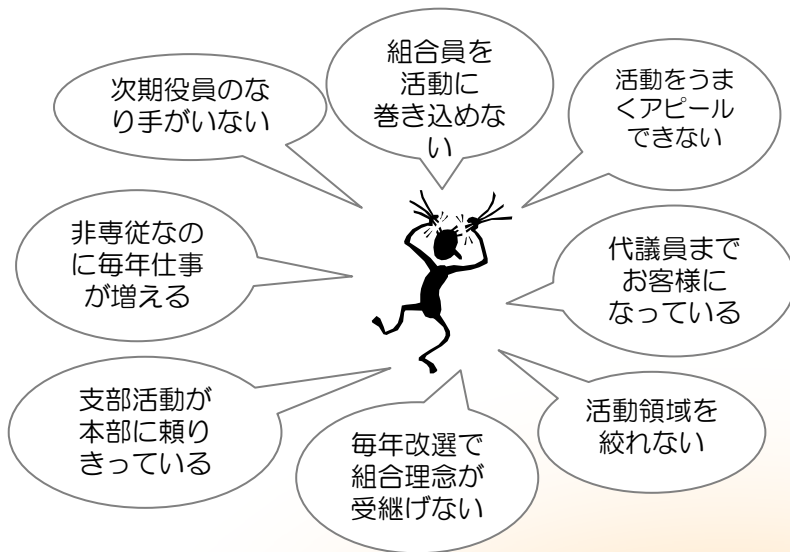 次期役員のな
り手がいない
組合員を
活動に
巻き込めな
い
活動をうま
くアピール
できない
非専従なの
に毎年仕事
が増える
代議員まで
お客様に
なっている
支部活動が
本部に頼り
きっている
毎年改選で
組合理念が
受継げない
活動領域を
絞れない